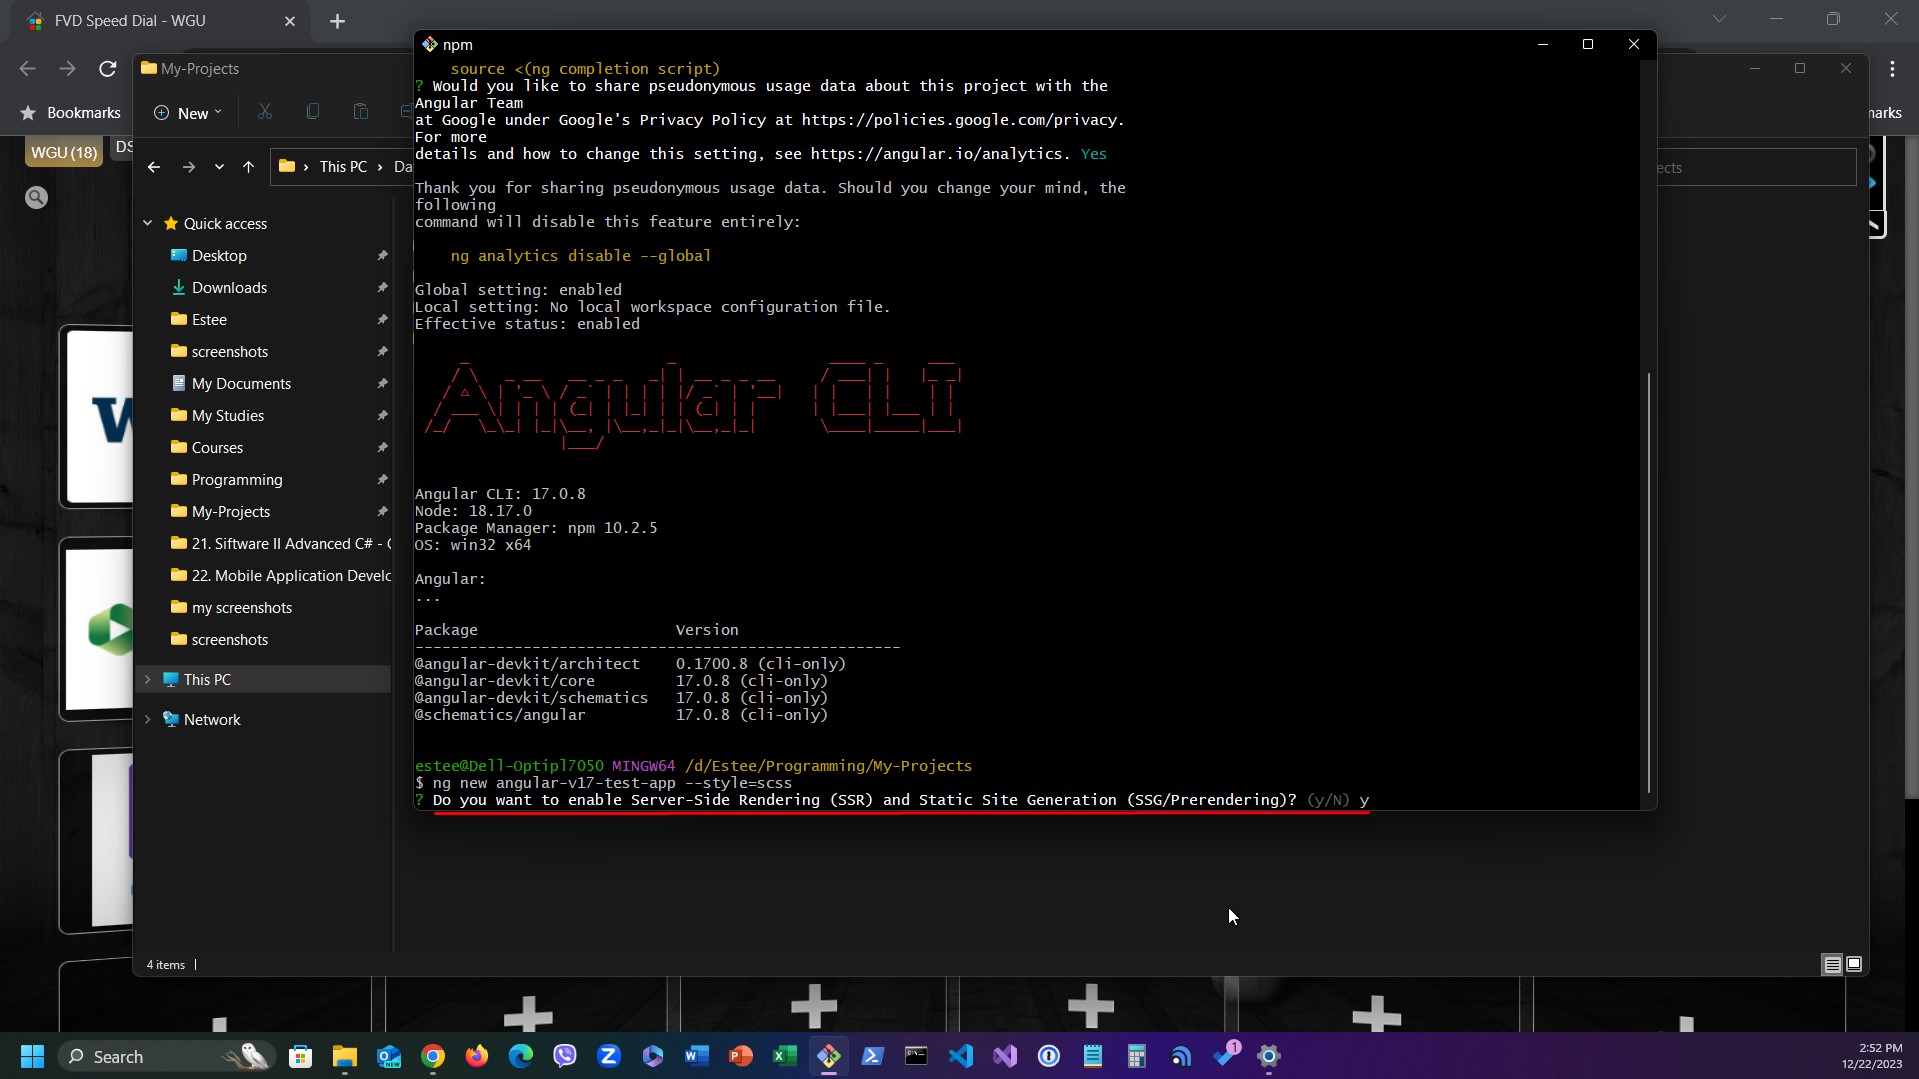 FVD Speed Dial - WGU
Bookmarks
WGU (18)
DS
My-Projects
New
This PC
Da
Quick access
Desktop
Downloads
Estee
screenshots
My Documents
My Studies
Courses
Programming
My-Projects
21. Siftware II Advanced C# - (
22. Mobile Application Develc
my screenshots
screenshots
This PC
Network
4 items
arks
ects
npm
source <(ng completion script)
? Would you like to share pseudonymous usage data about this project with the
Angular Team
at Google under Google's Privacy Policy at https://policies.google.com/privacy.
For more
details and how to change this setting, see https://angular.io/analytics. Yes
Thank you for sharing pseudonymous usage data. Should you change your mind, the
following
command will disable this feature entirely:
ng analytics disable --global
Global setting: enabled
Local setting: No local workspace configuration file.
Effective status: enabled
Angular CLI
Angular CLI: 17.0.8
Node: 18.17.0
Package Manager: npm 10.2.5
OS: win32 x64
Angular:
...
Package Version
------------------------------------------------------
@angular-devkit/architect 0.1700.8 (cli-only)
@angular-devkit/core 17.0.8 (cli-only)
@angular-devkit/schematics 17.0.8 (cli-only)
@schematics/angular 17.0.8 (cli-only)
estee@Dell-Optipl7050 MINGW64 /d/Estee/Programming/My-Projects
$ ng new angular-v17-test-app --style=scss
? Do you want to enable Server-Side Rendering (SSR) and Static Site Generation (SSG/Prerendering)? (y/N) y
Search
1
2:52 PM
12/22/2023